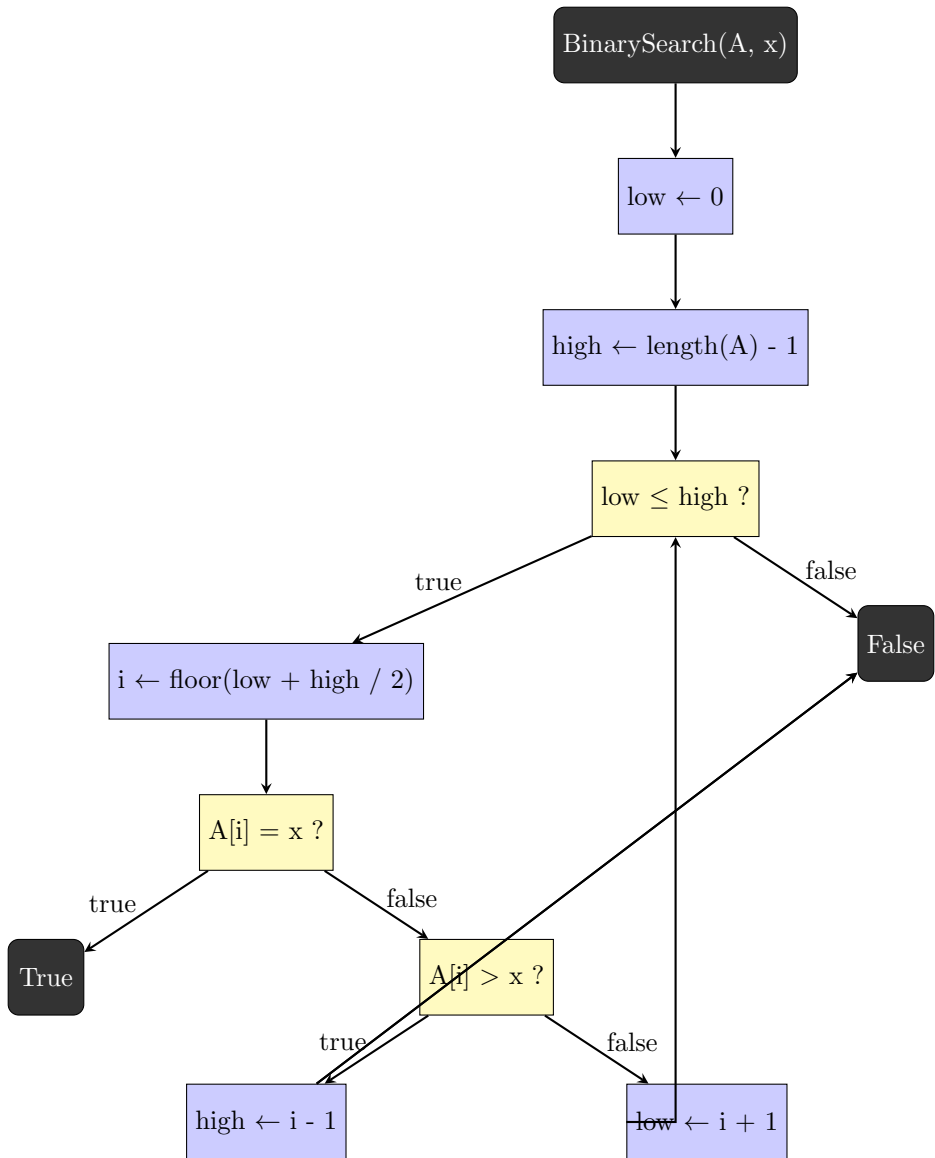 BinarySearch(A, x)
low ← 0
high ← length(A) - 1
low ≤ high ?
true
false
False
i ← floor(low + high / 2)
A[i] = x ?
true
false
True
A[i] > x ?
true
false
high ← i - 1
low ← i + 1